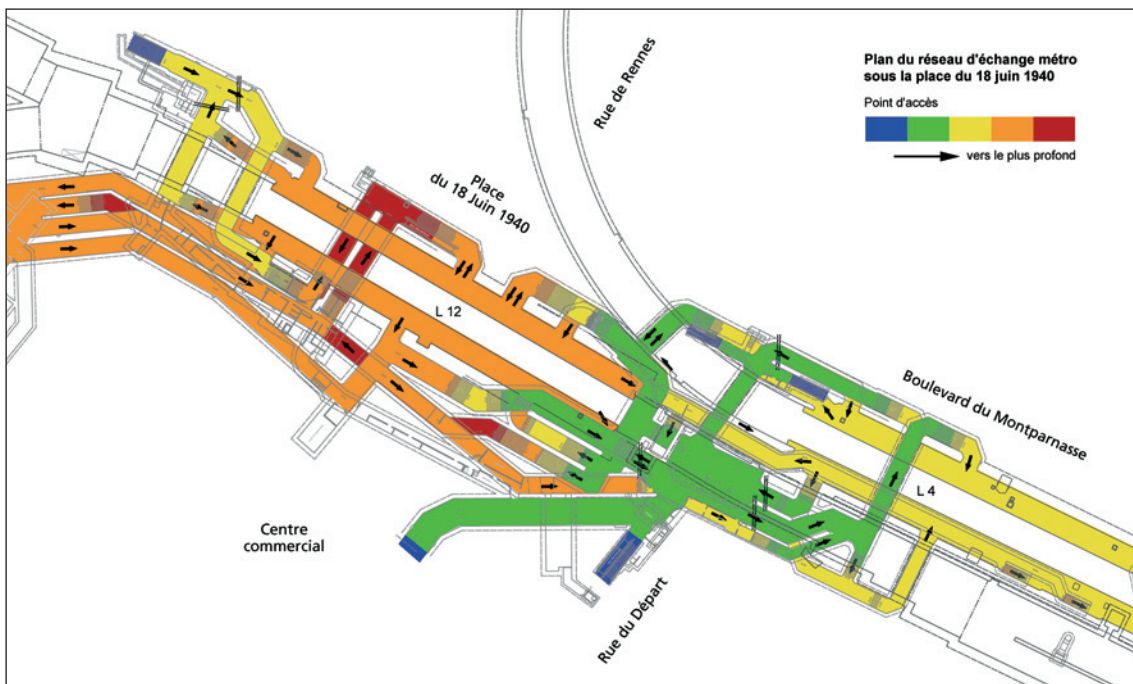 Plan du réseau d'échange métro
sous la place du 18 juin 1940
Point d'accès
vers le plus profond
Rue de Rennes
Place
du 18 Juin 1940
L 12
Boulevard du Montparnasse
L 4
Centre
commercial
Rue du Départ